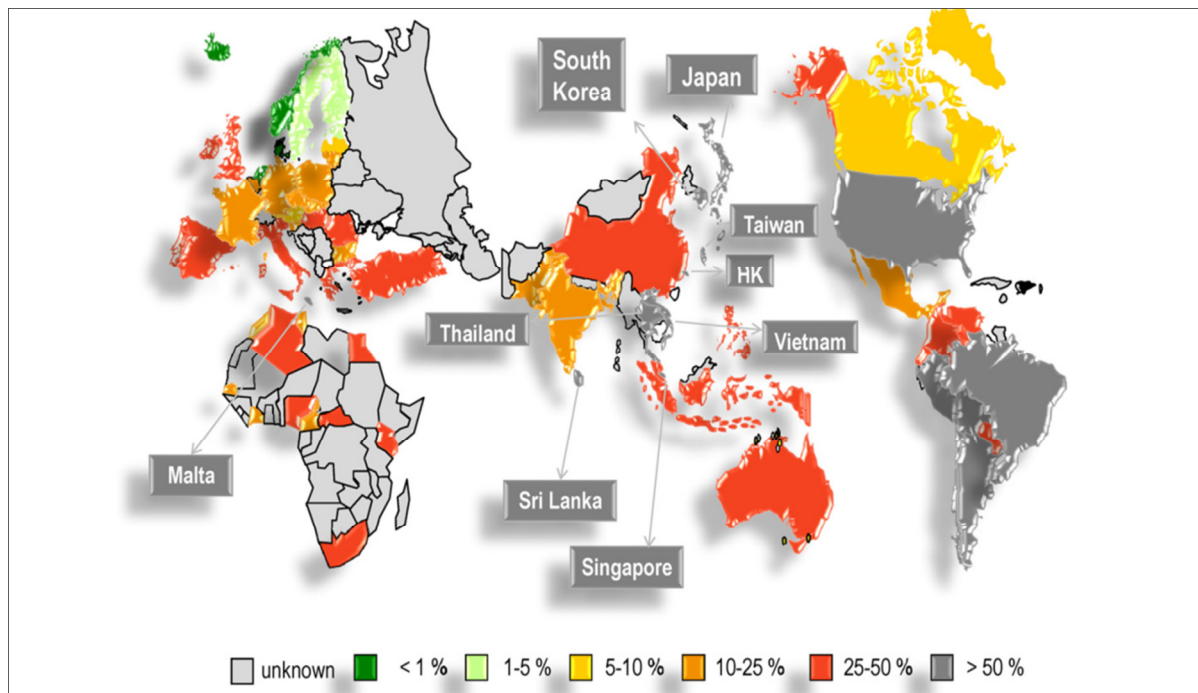 South
Korea
Japan
Taiwan
HK
Thailand
Vietnam
Malta
Sri Lanka
Singapore
unknown
< 1 %
1-5 %
5-10 %
10-25 %
25-50 %
> 50 %